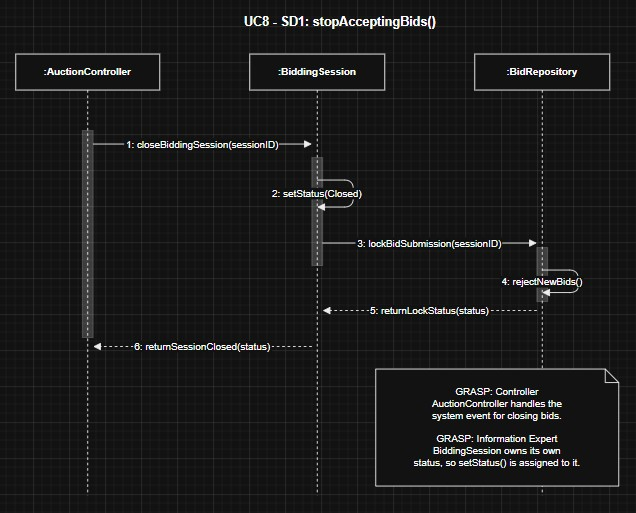 UC8 - SD1: stopAcceptingBids()
:AuctionController
:BiddingSession
:BidRepository
1: closeBiddingSession(sessionID)
2: setStatus(Closed)
3: lockBidSubmission(sessionID)
4: rejectNewBids()
5: returnLockStatus(status)
6: returnSessionClosed(status)
GRASP: Controller
AuctionController handles the
system event for closing bids.
GRASP: Information Expert
BiddingSession owns its own
status, so setStatus() is assigned to it.